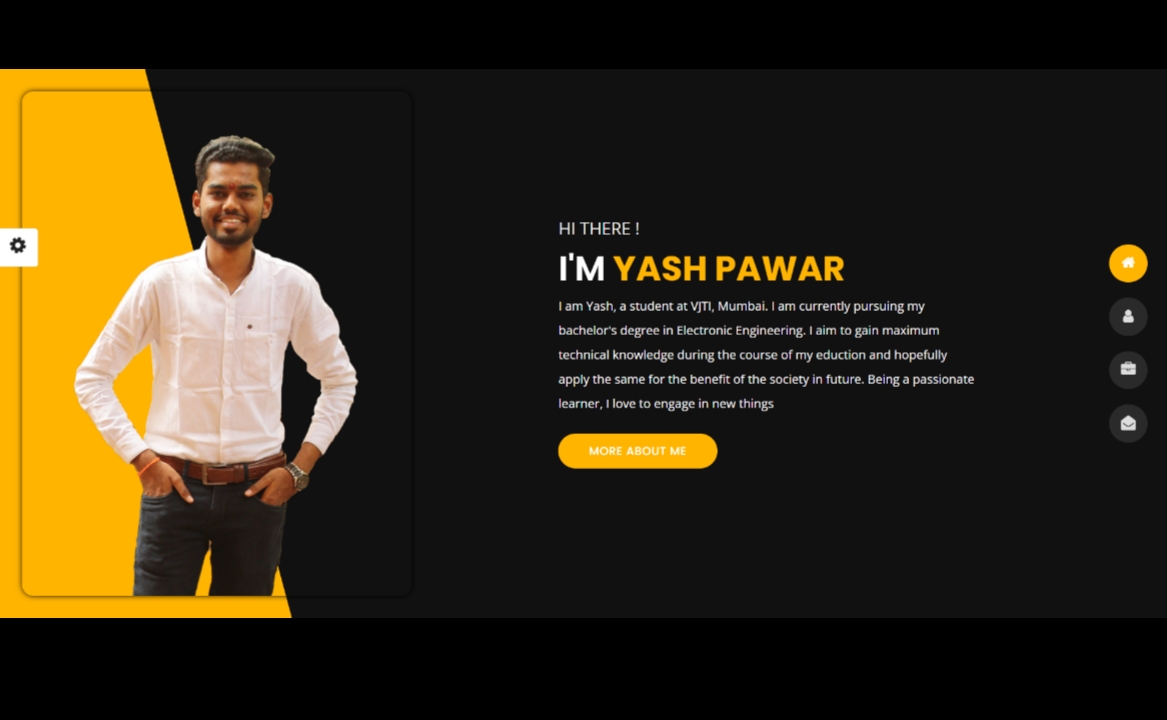 HI THERE !
I'M YASH PAWAR
I am Yash, a student at VJTI, Mumbai. I am currently pursuing my
bachelor's degree in Electronic Engineering. I aim to gain maximum
technical knowledge during the course of my eduction and hopefully
apply the same for the benefit of the society in future. Being a passionate
learner, I love to engage in new things
MORE ABOUT ME